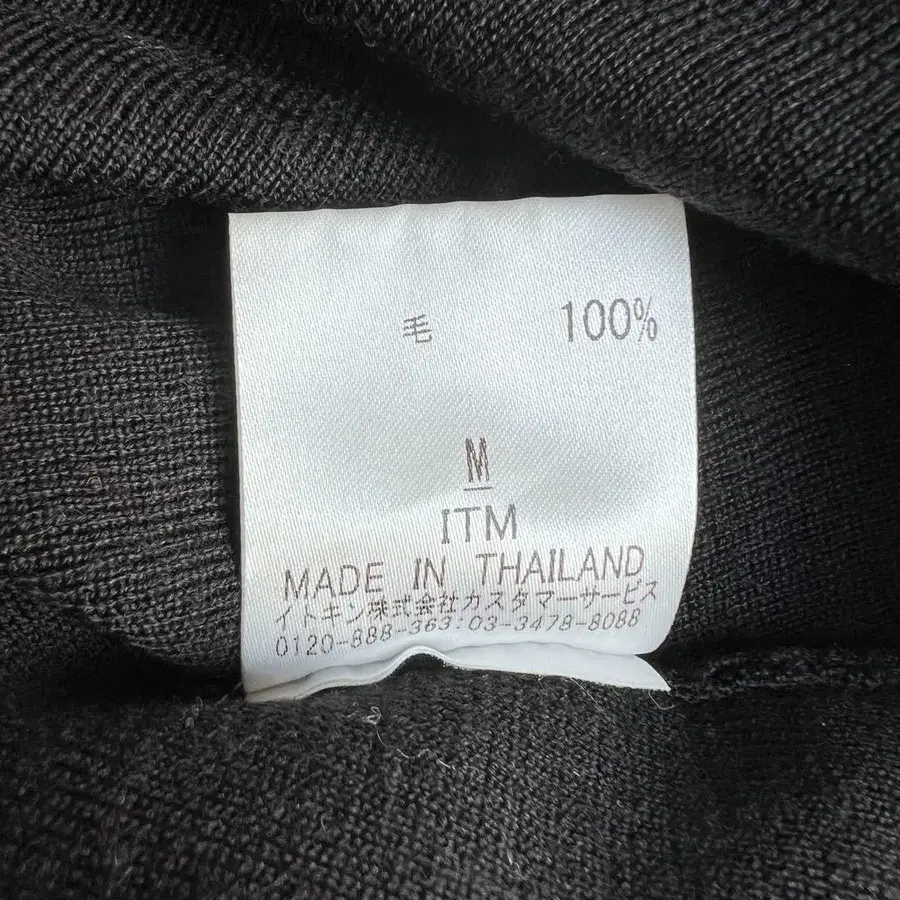 毛 100%
M
ITM
MADE IN THAILAND
イトキン株式会社カスタマーサービス
0120-888-363:03-3478-8088